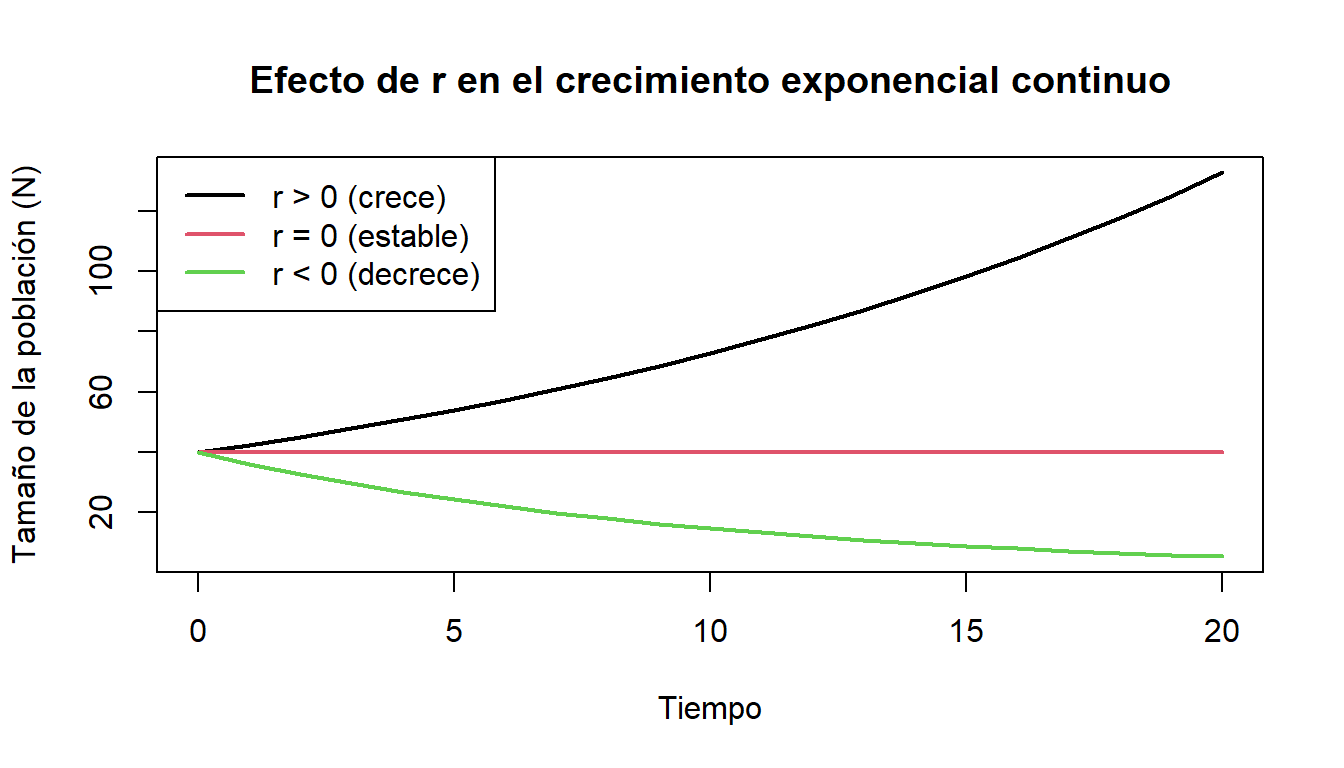 Efecto de r en el crecimiento exponencial continuo
Tamaño de la población (N)
r > 0 (crece)
r = 0 (estable)
r < 0 (decrece)
100
60
20
0 5 10 15 20
Tiempo